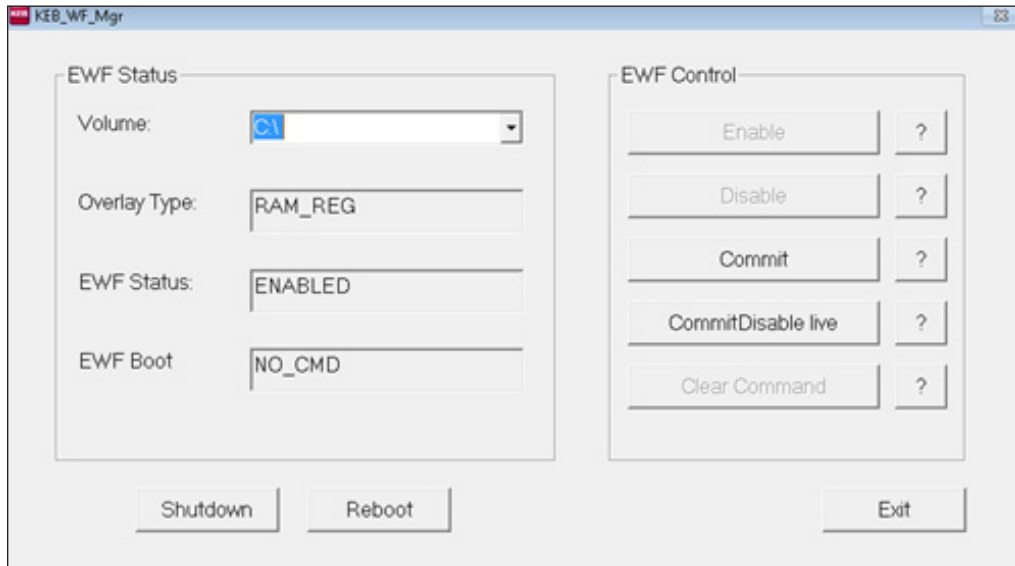 KEB KEB_WF_Mgr
EWF Status
Volume: C:\
Overlay Type: RAM_REG
EWF Status: ENABLED
EWF Boot NO_CMD
EWF Control
Enable ?
Disable ?
Commit ?
CommitDisable live ?
Clear Command ?
Shutdown Reboot Exit